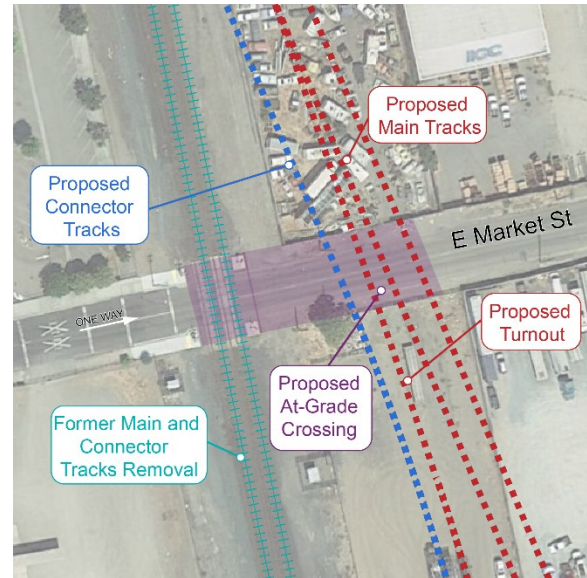 IICC
Proposed
Main Tracks
Proposed
Connector
Tracks
E Market St
ONE WAY
Proposed
Turnout
Proposed
At-Grade
Crossing
Former Main and
Connector
Tracks Removal